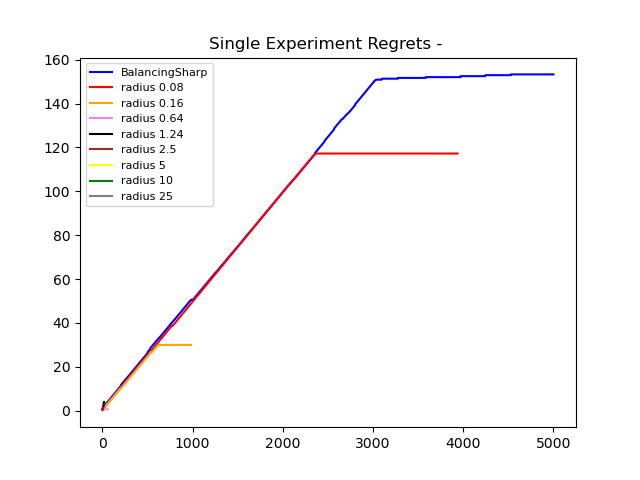 Single Experiment Regrets -
160
140
120
100
80
60
40
20
0
BalancingSharp
radius 0.08
radius 0.16
radius 0.64
radius 1.24
radius 2.5
radius 5
radius 10
radius 25
0 1000 2000 3000 4000 5000